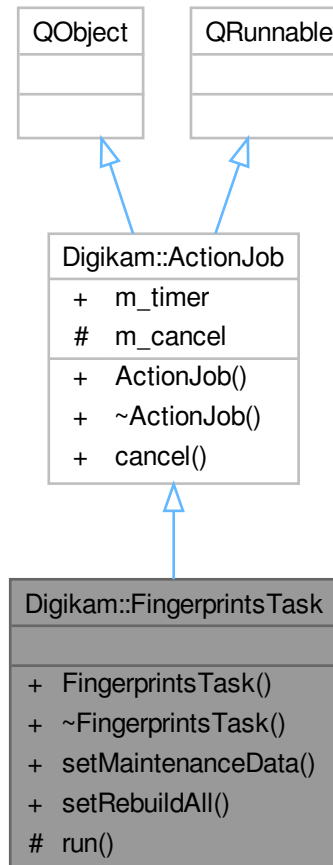 QObject
QRunnable
Digikam::ActionJob
+ m_timer
# m_cancel
+ ActionJob()
+ ~ActionJob()
+ cancel()
Digikam::FingerprintsTask
+ FingerprintsTask()
+ ~FingerprintsTask()
+ setMaintenanceData()
+ setRebuildAll()
# run()